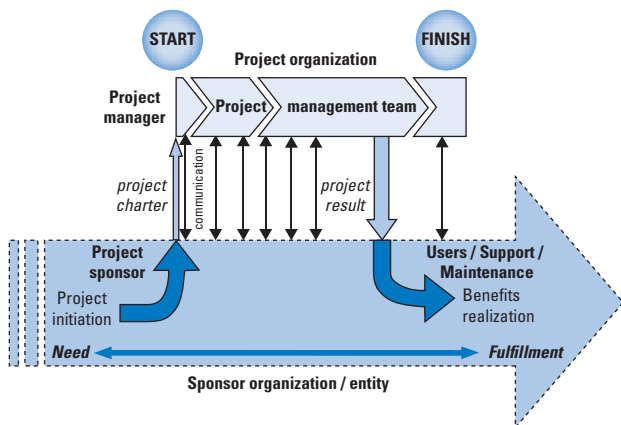 START
FINISH
Project organization
Project
manager
Project
management team
project
charter
communication
project
result
Project
sponsor
Users / Support /
Maintenance
Project
initiation
Benefits
realization
Need
Fulfillment
Sponsor organization / entity